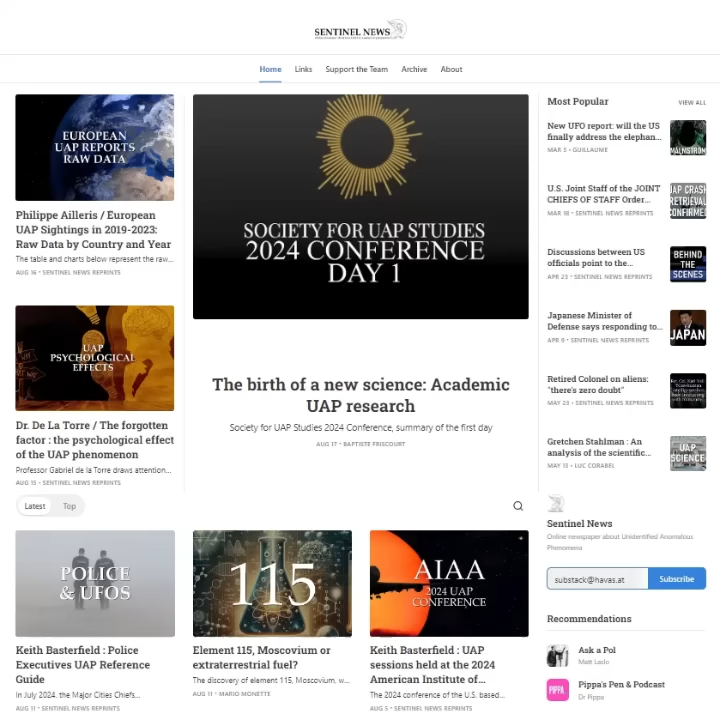 SENTINEL NEWS
Home
Links
Support the Team
Archive
About
EUROPEAN
UAP REPORTS
RAW DATA
Philippe Ailleris / European
UAP Sightings in 2019-2023:
Raw Data by Country and Year
The table and charts below represent the raw...
AUG 16 • SENTINEL NEWS REPRINTS
UAP
PSYCHOLOGICAL
EFFECTS
Dr. De La Torre / The forgotten
factor : the psychological effect
of the UAP phenomenon
Professor Gabriel de la Torre draws attention...
AUG 15 • SENTINEL NEWS REPRINTS
SOCIETY FOR UAP STUDIES
2024 CONFERENCE
DAY 1
The birth of a new science: Academic
UAP research
Society for UAP Studies 2024 Conference, summary of the first day
AUG 17 • BAPTISTE FRISCOURT
Most Popular
VIEW ALL
New UFO report: will the US
finally address the elephan...
MAR 5 • GUILLAUME
MALMSTROM
U.S. Joint Staff of the JOINT
CHIEFS OF STAFF Order...
MAR 18 • SENTINEL NEWS REPRINTS
UAP CRASH
RETRIEVAL
CONFIRMED
Discussions between US
officials point to the...
APR 23 • SENTINEL NEWS REPRINTS
BEHIND
THE
SCENES
Japanese Minister of
Defense says responding to...
APR 9 • SENTINEL NEWS REPRINTS
JAPAN
Retired Colonel on aliens:
"there's zero doubt"
MAY 23 • SENTINEL NEWS REPRINTS
Gretchen Stahlman : An
analysis of the scientific...
MAY 13 • LUC CORABEL
UAP
SCIENCE
Latest
Top
POLICE
& UFOS
Keith Basterfield : Police
Executives UAP Reference
Guide
In July 2024, the Major Cities Chiefs...
AUG 11 • SENTINEL NEWS REPRINTS
115
Element 115, Moscovium or
extraterrestrial fuel?
The discovery of element 115, Moscovium, w...
AUG 11 • MARIO MONETTE
AIAA
2024 UAP
CONFERENCE
Keith Basterfield : UAP
sessions held at the 2024
American Institute of...
The 2024 conference of the U.S. based...
AUG 5 • SENTINEL NEWS REPRINTS
Sentinel News
Online newspaper about Unidentified Anomalous
Phenomena
substack@havas.at
Subscribe
Recommendations
Ask a Pol
Matt Laslo
PIPPA
Pippa's Pen & Podcast
Dr Pippa